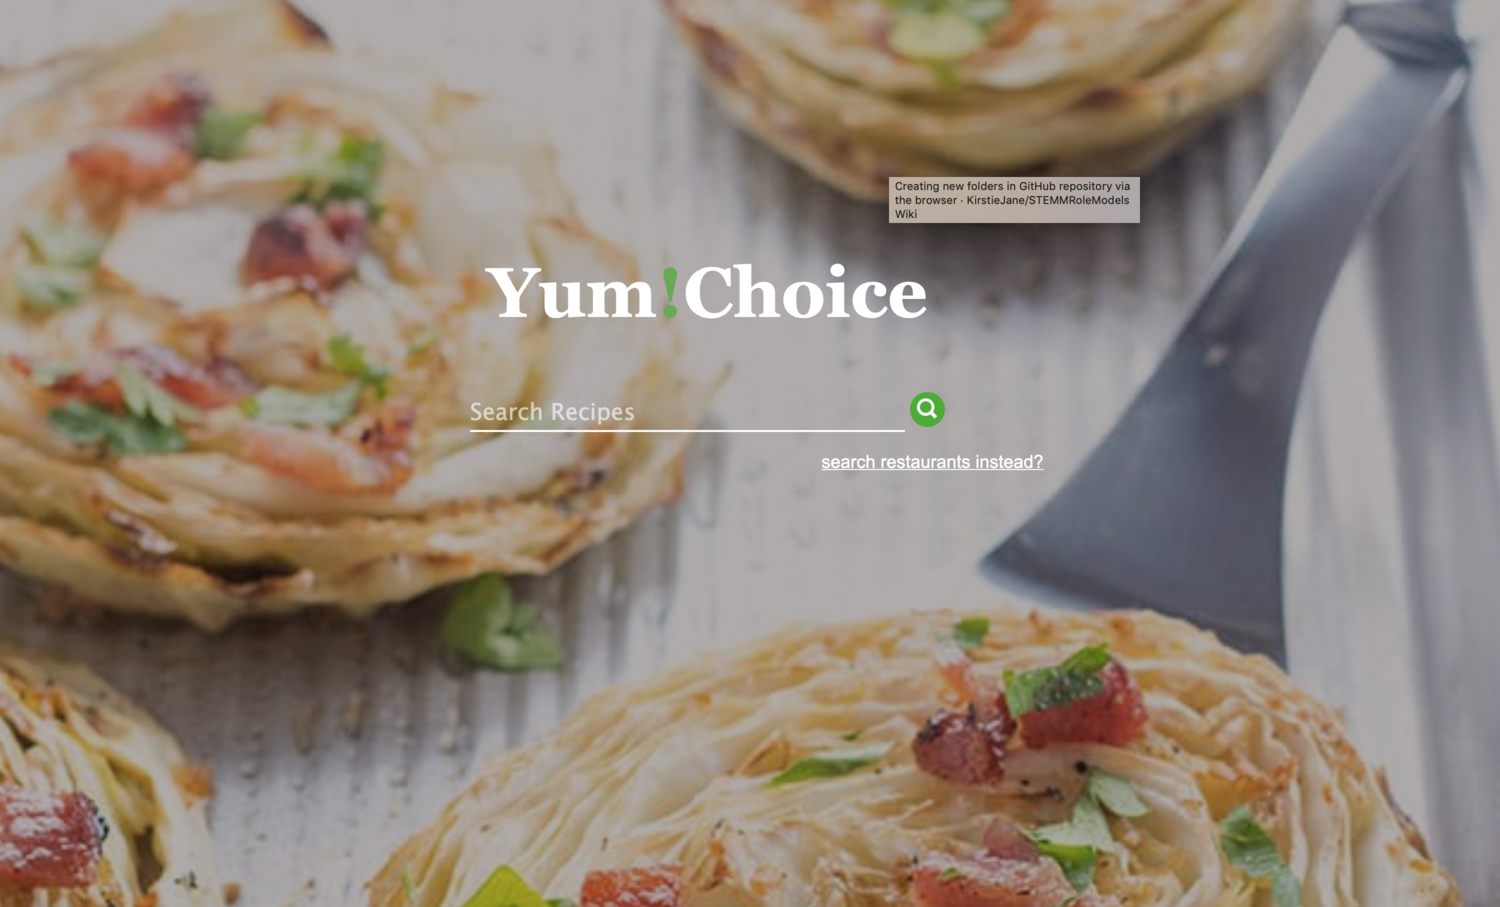 Creating new folders in GitHub repository via
the browser · KirstieJane/STEMMRoleModels
Wiki
Yum!Choice
Search Recipes
search restaurants instead?